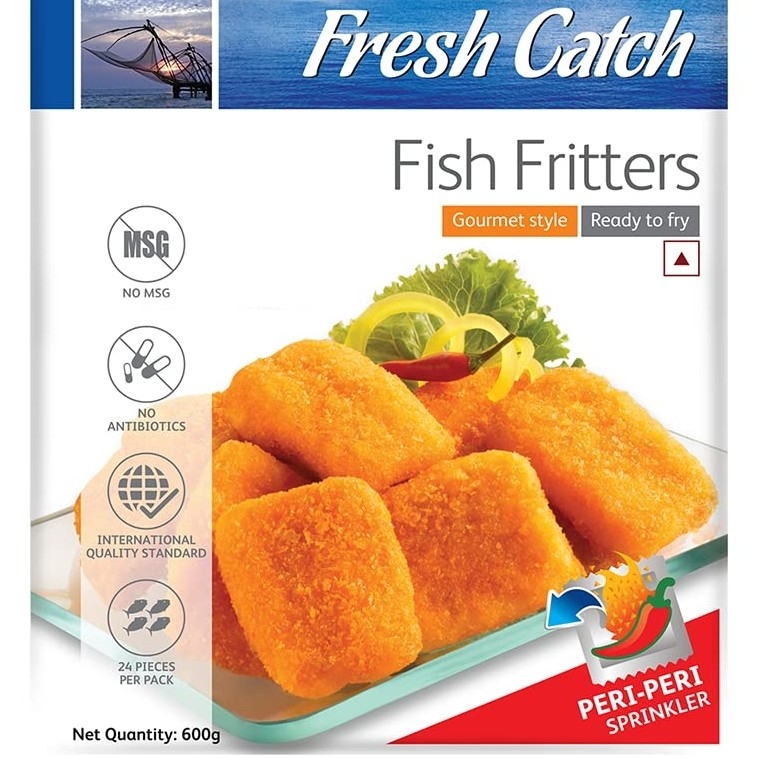 Fresh Catch
Fish Fritters
Gourmet style Ready to fry
MSG
NO MSG
NO
ANTIBIOTICS
INTERNATIONAL
QUALITY STANDARD
24 PIECES
PER PACK
PERI-PERI
SPRINKLER
Net Quantity: 600g